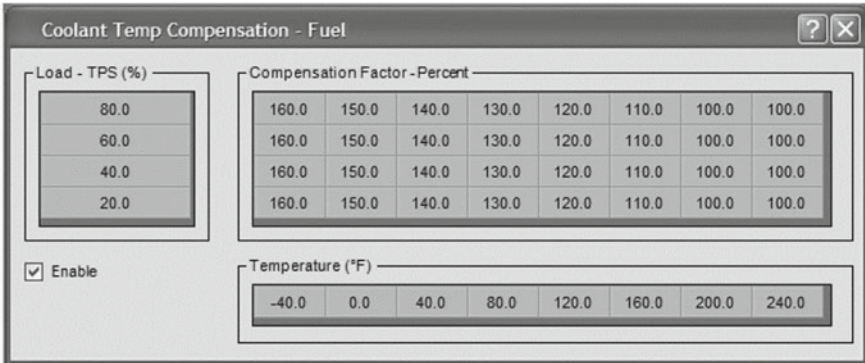 Coolant Temp Compensation - Fuel
Load - TPS (%)
80.0
60.0
40.0
20.0
Compensation Factor - Percent
160.0 150.0 140.0 130.0 120.0 110.0 100.0 100.0
160.0 150.0 140.0 130.0 120.0 110.0 100.0 100.0
160.0 150.0 140.0 130.0 120.0 110.0 100.0 100.0
160.0 150.0 140.0 130.0 120.0 110.0 100.0 100.0
Enable
Temperature (°F)
-40.0 0.0 40.0 80.0 120.0 160.0 200.0 240.0